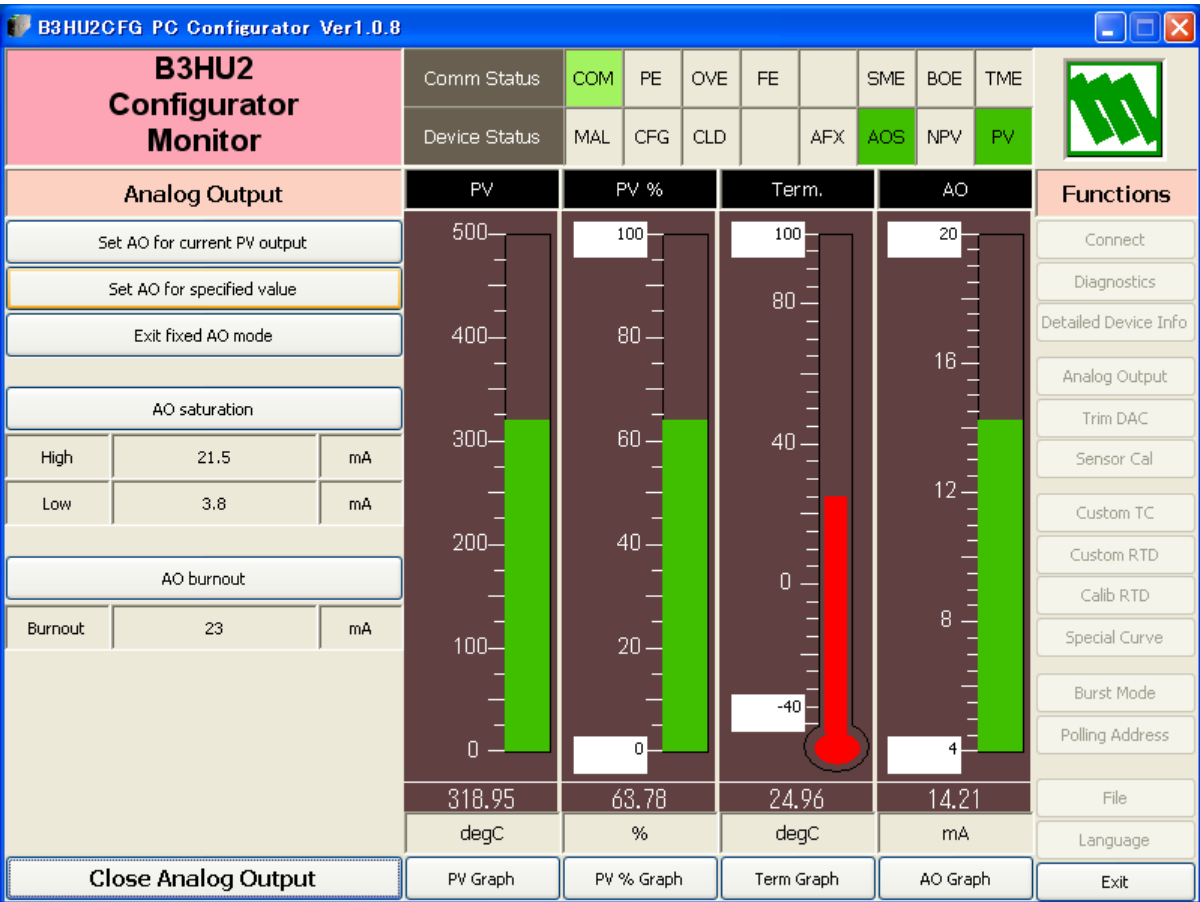 B3HU2CFG PC Configurator Ver1.0.8
B3HU2
Configurator
Monitor
Comm Status COM PE OVE FE SME BOE TME
Device Status MAL CFG CLD AFX AOS NPV PV
Analog Output
Set AO for current PV output
Set AO for specified value
Exit fixed AO mode
AO saturation
High 21.5 mA
Low 3.8 mA
AO burnout
Burnout 23 mA
Close Analog Output
PV
500
400
300
200
100
0
318.95
degC
PV Graph
PV %
100
80
60
40
20
0
63.78
%
PV % Graph
Term.
100
80
40
0
-40
24.96
degC
Term Graph
AO
20
16
12
8
4
14.21
mA
AO Graph
Functions
Connect
Diagnostics
Detailed Device Info
Analog Output
Trim DAC
Sensor Cal
Custom TC
Custom RTD
Calib RTD
Special Curve
Burst Mode
Polling Address
File
Language
Exit